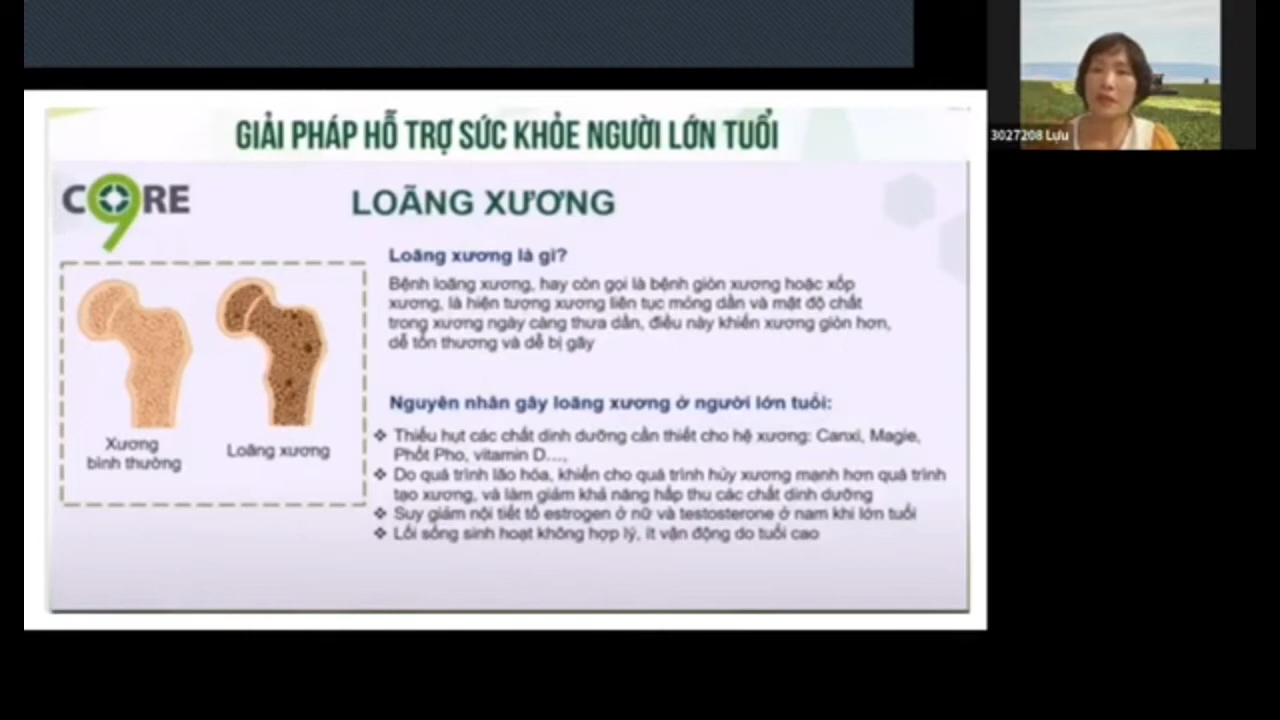 GIẢI PHÁP HỖ TRỢ SỨC KHỎE NGƯỜI LỚN TUỔI
3027208 Lựu
C9RE
LOÃNG XƯƠNG
Loãng xương là gì?
Bệnh loãng xương, hay còn gọi là bệnh giòn xương hoặc xốp
xương, là hiện tượng xương liên tục mỏng dần và mật độ chất
trong xương ngày càng thưa dần, điều này khiến xương giòn hơn,
dễ tổn thương và dễ bị gãy
Nguyên nhân gây loãng xương ở người lớn tuổi:
❖ Thiếu hụt các chất dinh dưỡng cần thiết cho hệ xương: Canxi, Magie,
Phốt Pho, vitamin D…,
❖ Do quá trình lão hóa, khiến cho quá trình hủy xương mạnh hơn quá trình
tạo xương, và làm giảm khả năng hấp thu các chất dinh dưỡng
❖ Suy giảm nội tiết tố estrogen ở nữ và testosterone ở nam khi lớn tuổi
❖ Lối sống sinh hoạt không hợp lý, ít vận động do tuổi cao
Xương
bình thường
Loãng xương